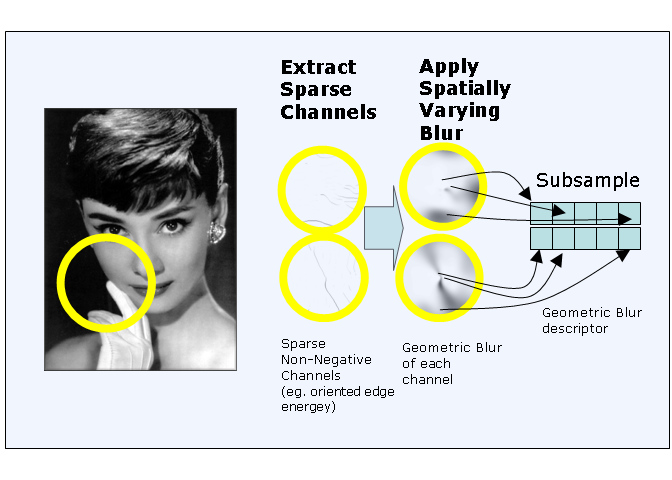 Extract
Sparse
Channels
Apply
Spatially
Varying
Blur
Subsample
Sparse
Non-Negative
Channels
(eg. oriented edge
energey)
Geometric Blur
of each
channel
Geometric Blur
descriptor